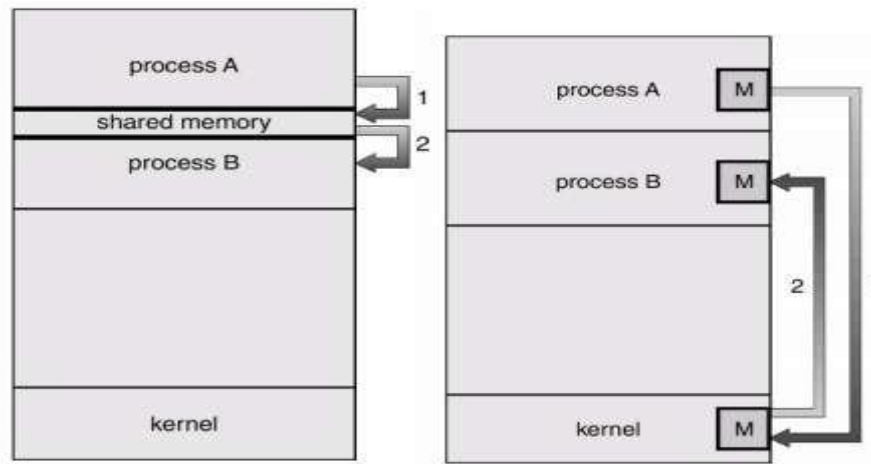 process A
1
shared memory
2
process B
kernel
process A
M
process B
M
2
kernel
M